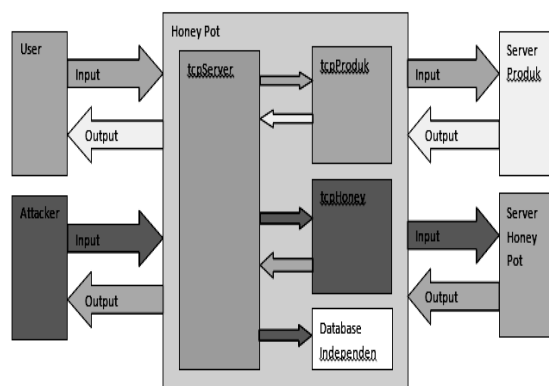 Honey Pot
User
Input
Output
Attacker
Input
Output
tcpServer
tcpProduk
tcpHoney
Database
Independen
Input
Output
Server
Produk
Input
Output
Server
Honey
Pot